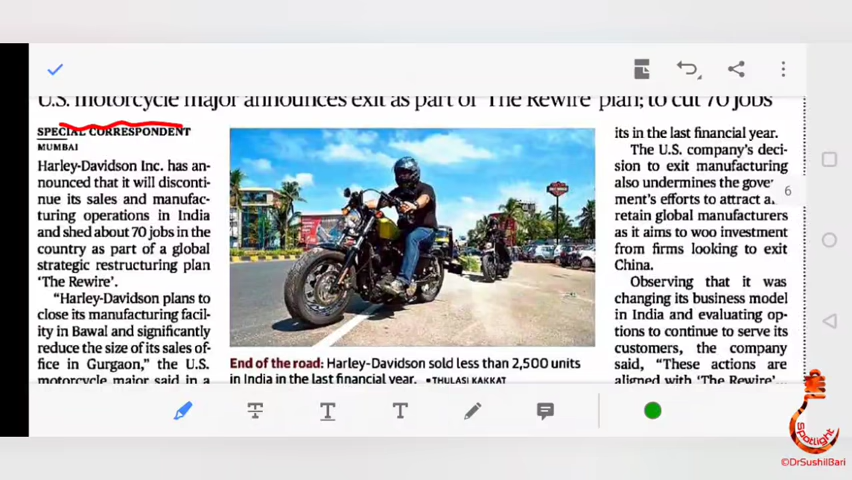 U.S. motorcycle major announces exit as part of 'The Rewire' plan; to cut 70 jobs
SPECIAL CORRESPONDENT
MUMBAI
Harley-Davidson Inc. has an-
nounced that it will disconti-
nue its sales and manufac-
turing operations in India
and shed about 70 jobs in the
country as part of a global
strategic restructuring plan
'The Rewire'.
"Harley-Davidson plans to
close its manufacturing facil-
ity in Bawal and significantly
reduce the size of its sales of-
fice in Gurgaon," the U.S.
motorcycle major said in a
End of the road: Harley-Davidson sold less than 2,500 units
in India in the last financial year. ▪THULASI KAKKAT
its in the last financial year.
The U.S. company's deci-
sion to exit manufacturing
also undermines the gove
ment's efforts to attract a
retain global manufacturers
as it aims to woo investment
from firms looking to exit
China.
Observing that it was
changing its business model
in India and evaluating op-
tions to continue to serve its
customers, the company
said, "These actions are
aligned with 'The Rewire'
6
T
T
T
Spotlight
©DrSushilBari